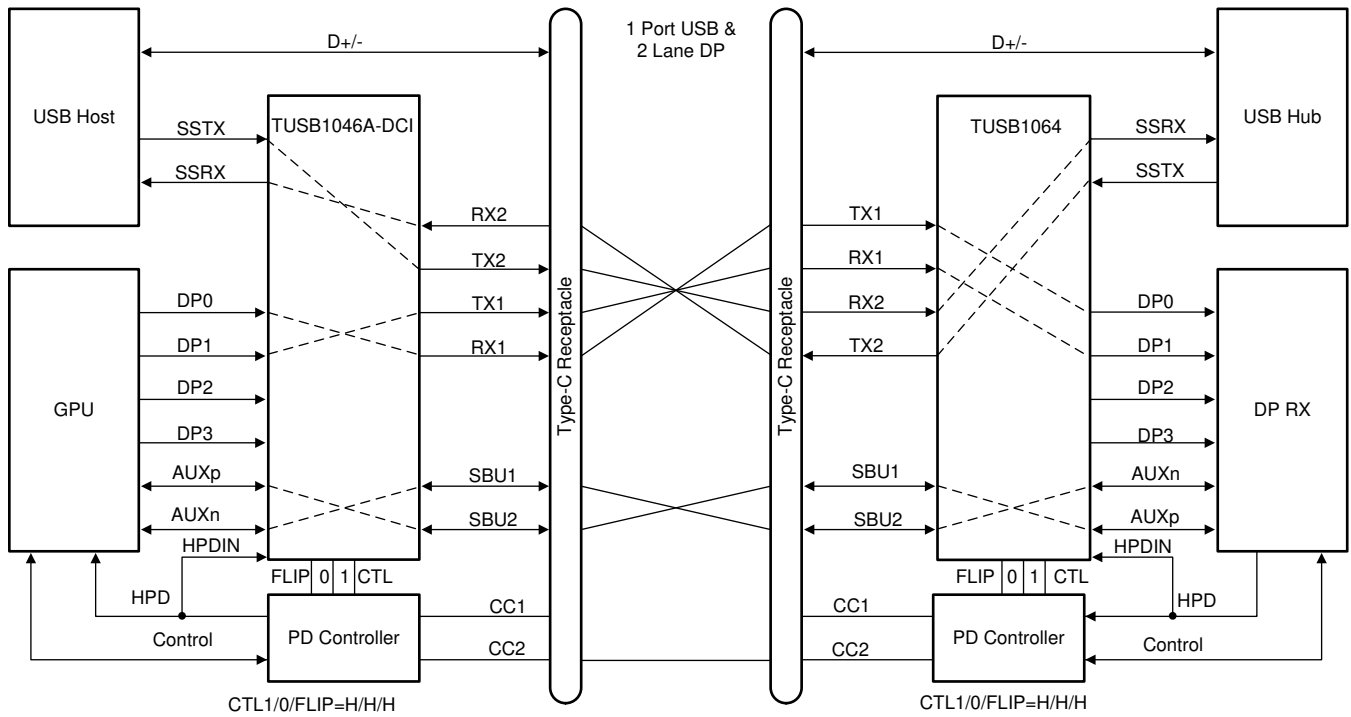 1 Port USB &
2 Lane DP
D+/-
D+/-
USB Host
TUSB1046A-DCI
SSTX
SSRX
RX2
TX2
TX1
RX1
GPU
DP0
DP1
DP2
DP3
AUXp
AUXn
HPDIN
SBU1
SBU2
FLIP 0 1 CTL
HPD
Control
PD Controller
CC1
CC2
CTL1/0/FLIP=H/H/H
Type-C Receptacle
Type-C Receptacle
TUSB1064
USB Hub
SSRX
SSTX
TX1
RX1
RX2
TX2
DP0
DP1
DP2
DP3
DP RX
SBU1
SBU2
AUXn
AUXp
HPDIN
FLIP 0 1 CTL
HPD
Control
PD Controller
CC1
CC2
CTL1/0/FLIP=H/H/H